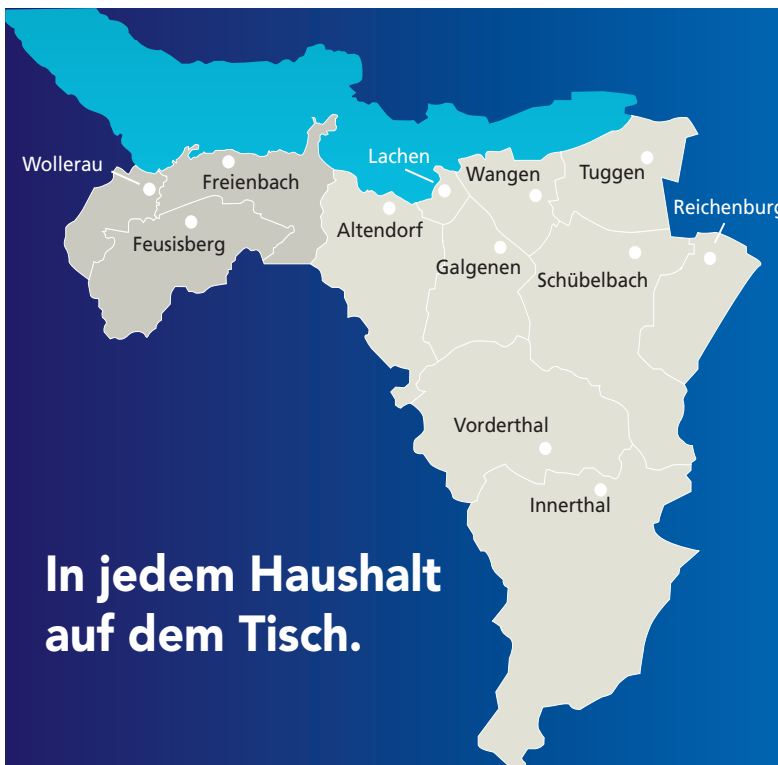 Wollerau
Freienbach
Feusisberg
Lachen
Altendorf
Wangen
Galgenen
Tuggen
Schübelbach
Reichenburg
Vorderthal
Innerthal
In jedem Haushalt
auf dem Tisch.